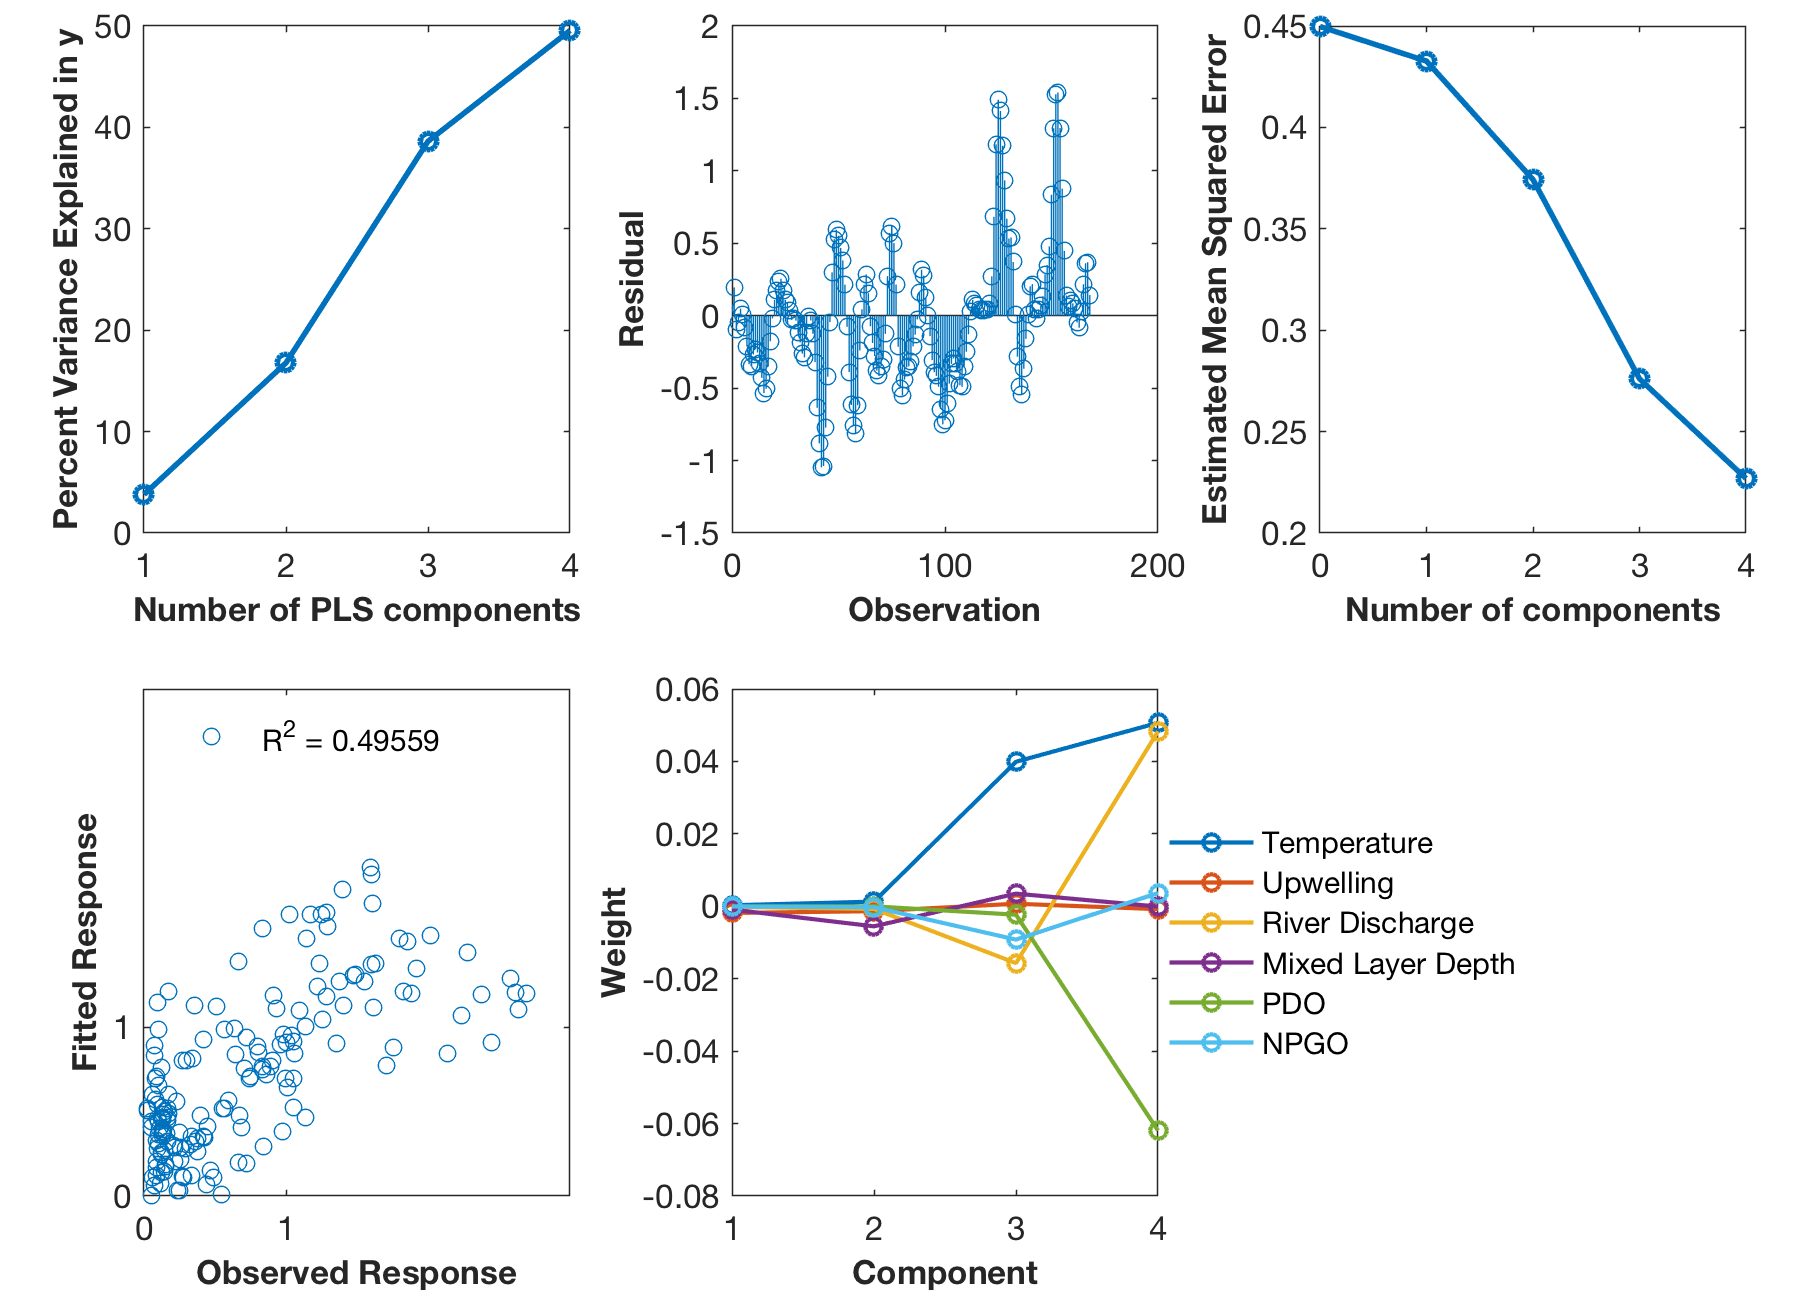 50
40
30
20
10
0
1
2
3
4
Percent Variance Explained in y
Number of PLS components
2
1.5
1
0.5
0
-0.5
-1
-1.5
0
100
200
Residual
Observation
0.45
0.4
0.35
0.3
0.25
0.2
0
1
2
3
4
Estimated Mean Squared Error
Number of components
R2 = 0.49559
1
0
0
1
Fitted Response
Observed Response
0.06
0.04
0.02
0
-0.02
-0.04
-0.06
-0.08
1
2
3
4
Weight
Component
Temperature
Upwelling
River Discharge
Mixed Layer Depth
PDO
NPGO